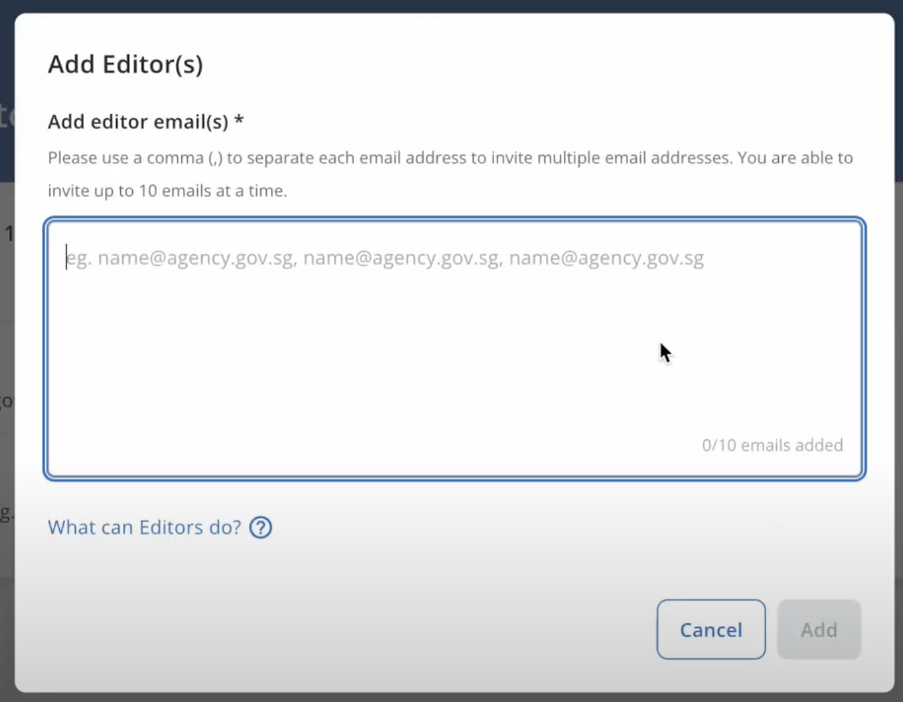 Add Editor(s)
Add editor email(s) *
Please use a comma (,) to separate each email address to invite multiple email addresses. You are able to
invite up to 10 emails at a time.
1
eg. name@agency.gov.sg, name@agency.gov.sg, name@agency.gov.sg
0/10 emails added
g.
What can Editors do? ?
Cancel
Add